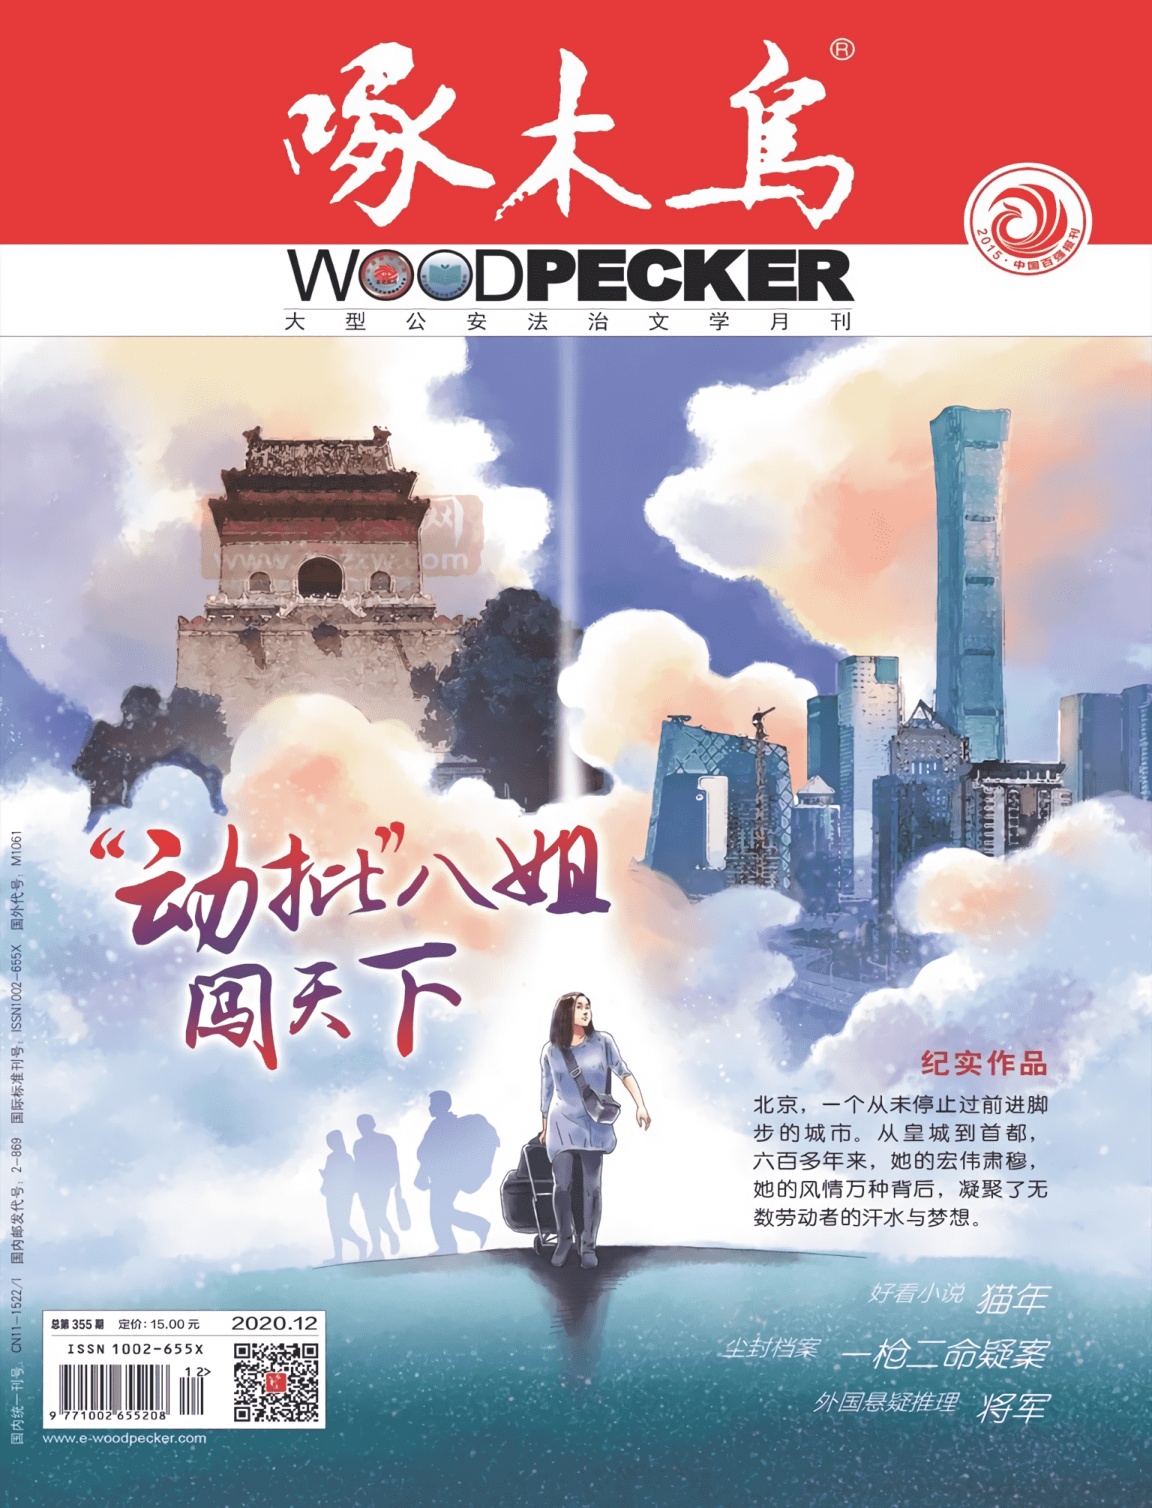 啄木鸟®
2015·中国百强报刊
WOODPECKER
大型公安法治文学月刊
“动批”八姐
闯天下
纪实作品
北京，一个从未停止过前进脚
步的城市。从皇城到首都，
六百多年来，她的宏伟肃穆，
她的风情万种背后，凝聚了无
数劳动者的汗水与梦想。
好看小说 猫年
尘封档案 一枪二命疑案
外国悬疑推理 将军
总第 355 期 定价：15.00 元 2020.12
ISSN 1002-655X
12>
9 771002 655208
www.e-woodpecker.com
国内统一刊号：CN11-1522/1 国内邮发代号：2-869 国际标准刊号：ISSN1002-655X 国外代号：M1061